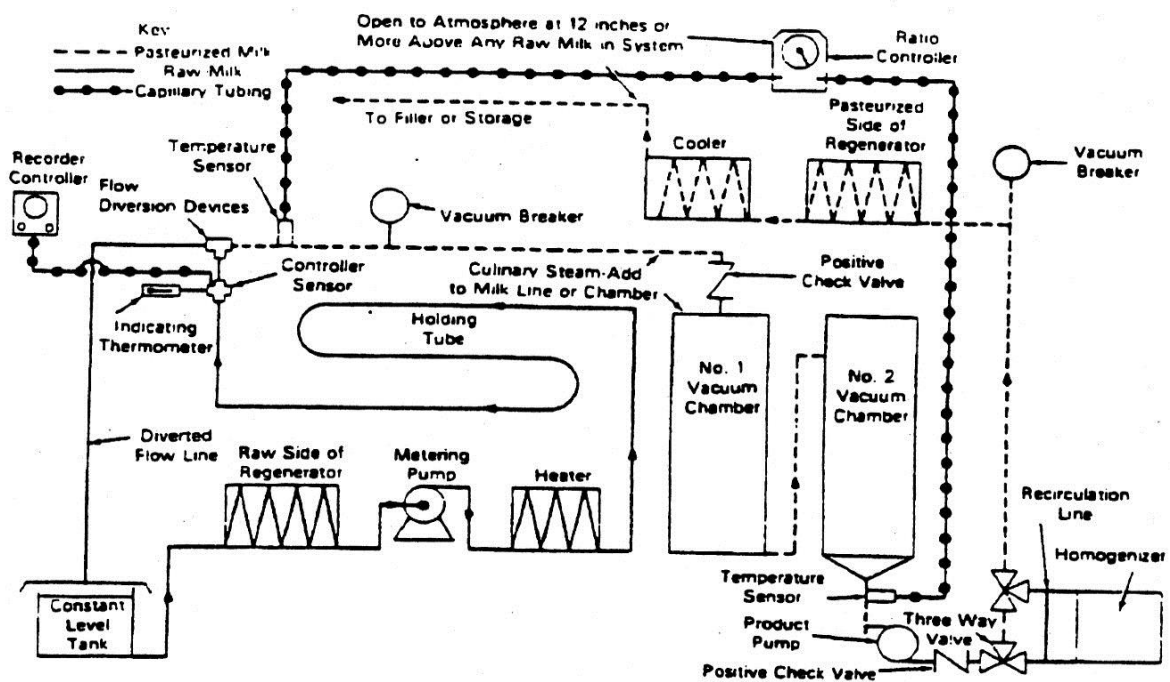 Key
Pasteurized Milk
Raw Milk
Capillary Tubing
Open to Atmosphere at 12 inches or
More Above Any Raw Milk in System
Ratio
Controller
To Filler or Storage
Temperature
Sensor
Recorder
Controller
Flow
Diversion Devices
Vacuum Breaker
Cooler
Pasteurized
Side of
Regenerator
Vacuum
Breaker
Controller
Sensor
Culinary Steam-Add
to Milk Line or Chamber
Positive
Check Valve
Indicating
Thermometer
Holding
Tube
No. 1
Vacuum
Chamber
No. 2
Vacuum
Chamber
Diverted
Flow Line
Raw Side of
Regenerator
Metering
Pump
Heater
Recirculation
Line
Homogenizer
Constant
Level
Tank
Temperature
Sensor
Product
Pump
Three Way
Valve
Positive Check Valve